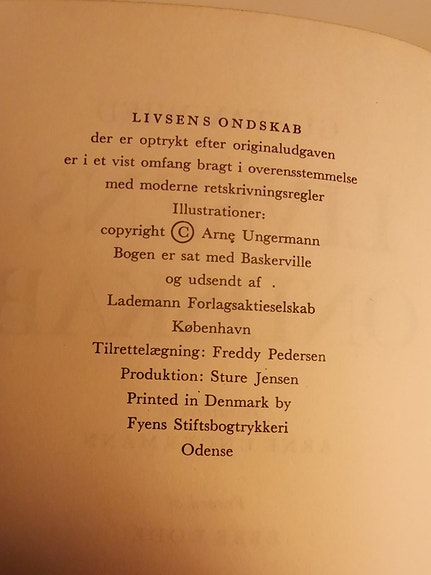 LIVSENS ONDSKAB
der er optrykt efter originaludgaven
er i et vist omfang bragt i overensstemmelse
med moderne retskrivningsregler
Illustrationer:
copyright © Arne Ungermann
Bogen er sat med Baskerville
og udsendt af
Lademann Forlagsaktieselskab
København
Tilrettelægning: Freddy Pedersen
Produktion: Sture Jensen
Printed in Denmark by
Fyens Stiftsbogtrykkeri
Odense